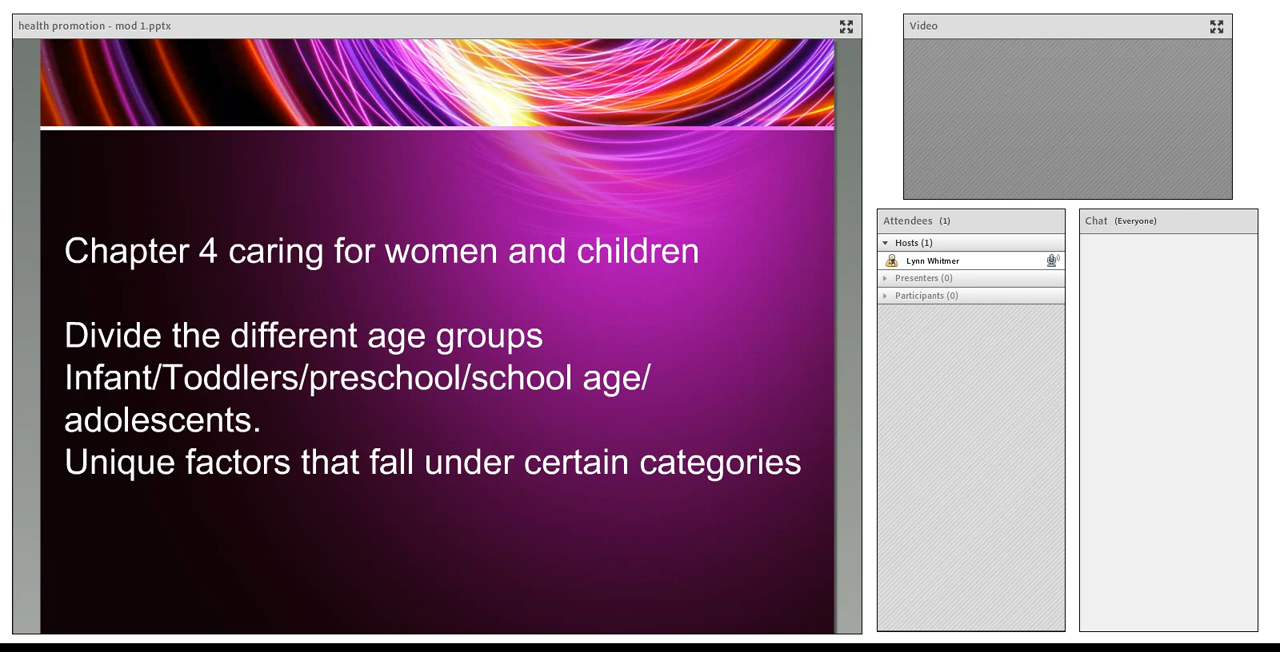 health promotion - mod 1.pptx
Chapter 4 caring for women and children
Divide the different age groups
Infant/Toddlers/preschool/school age/
adolescents.
Unique factors that fall under certain categories
Video
Attendees (1)
Hosts (1)
Lynn Whitmer
Presenters (0)
Participants (0)
Chat (Everyone)